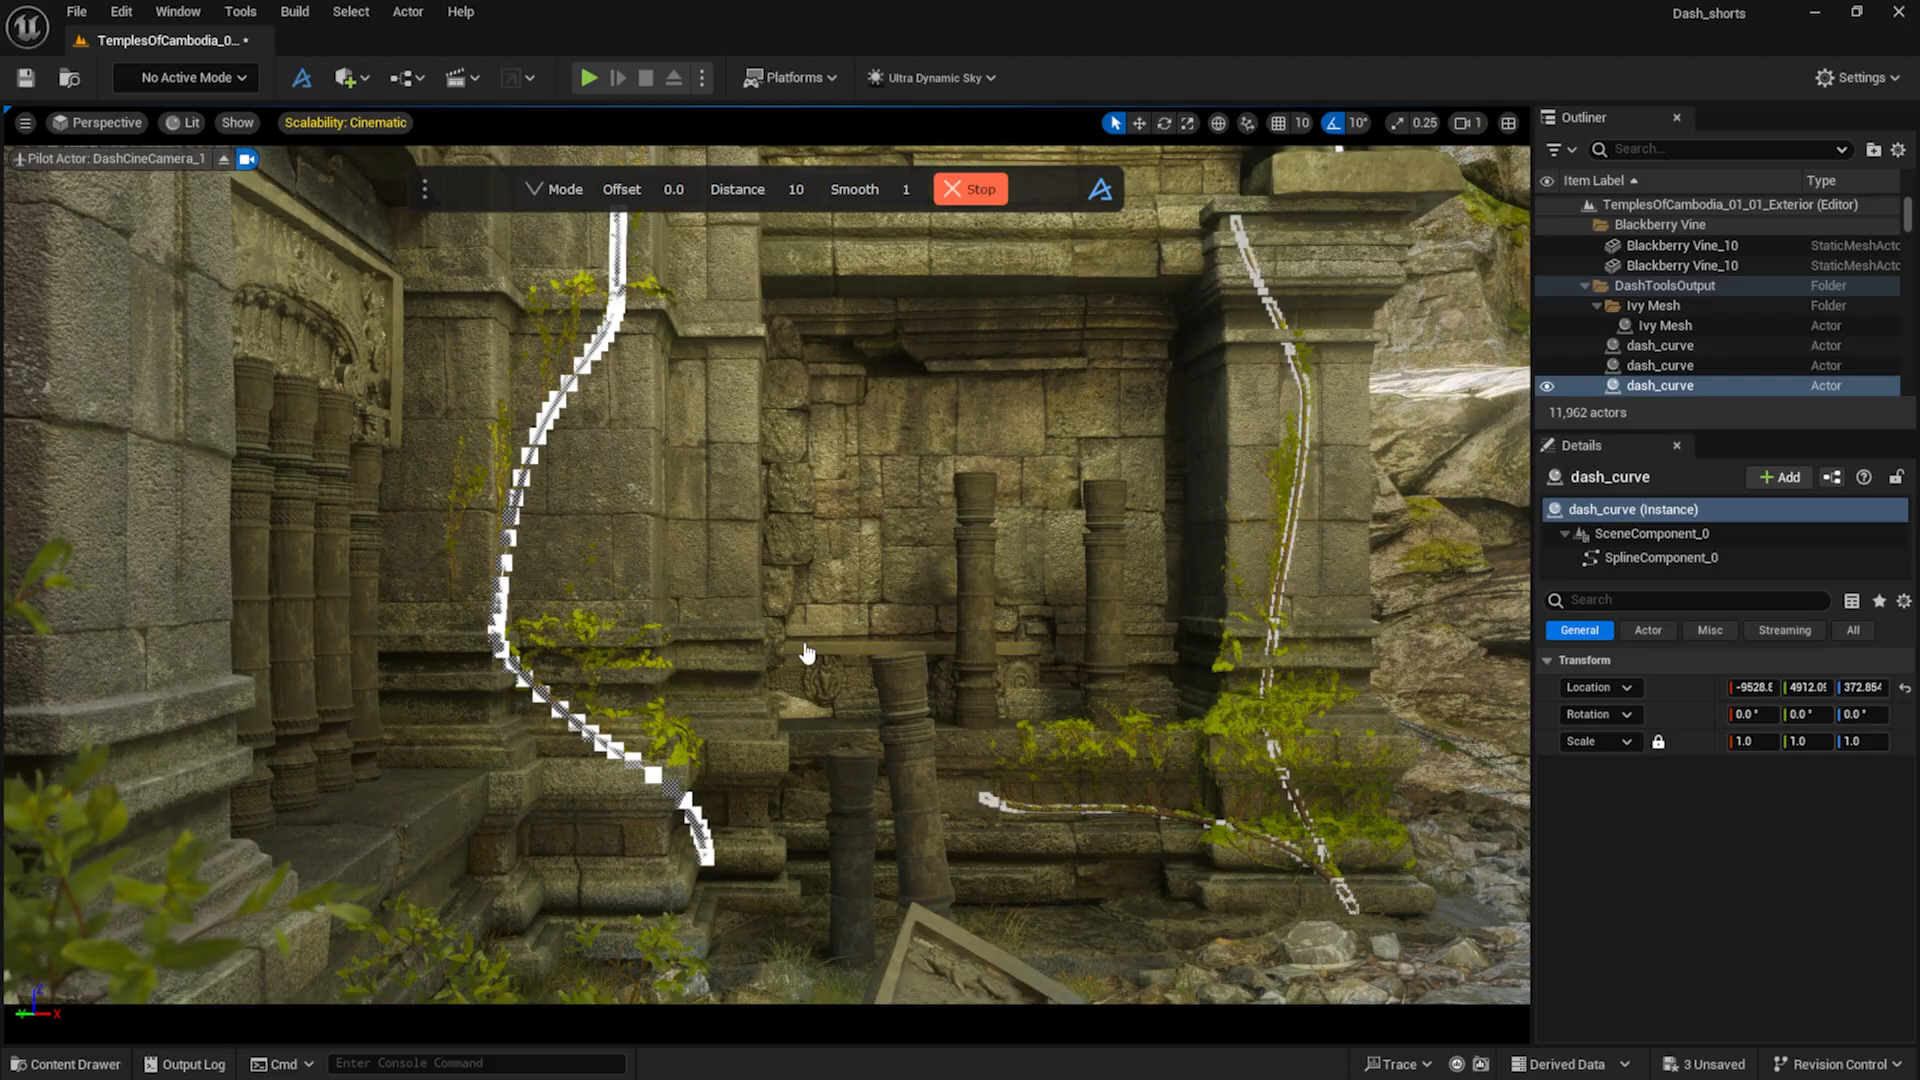 File Edit Window Tools Build Select Actor Help
Dash_shorts
TemplesOfCambodia_0... •
No Active Mode
Platforms
Ultra Dynamic Sky
Settings
Perspective Lit Show Scalability: Cinematic
10 10° 0.25 1
Pilot Actor: DashCineCamera_1
Mode Offset 0.0 Distance 10 Smooth 1 Stop
Outliner
Search...
Item Label Type
TemplesOfCambodia_01_01_Exterior (Editor)
Blackberry Vine
Blackberry Vine_10 StaticMeshActo
Blackberry Vine_10 StaticMeshActo
DashToolsOutput Folder
Ivy Mesh Folder
Ivy Mesh Actor
dash_curve Actor
dash_curve Actor
dash_curve Actor
11,962 actors
Details
dash_curve Add
dash_curve (Instance)
SceneComponent_0
SplineComponent_0
Search
General Actor Misc Streaming All
Transform
Location -9528.8 4912.09 372.854
Rotation 0.0° 0.0° 0.0°
Scale 1.0 1.0 1.0
X
Content Drawer Output Log Cmd Enter Console Command Trace Derived Data 3 Unsaved Revision Control